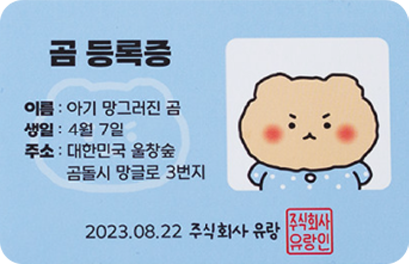 곰 등록증
이름 : 아기 망그러진 곰
생일 : 4월 7일
주소 : 대한민국 울창숲
곰돌시 망글로 3번지
2023.08.22 주식회사 유랑
주식회사
유랑인